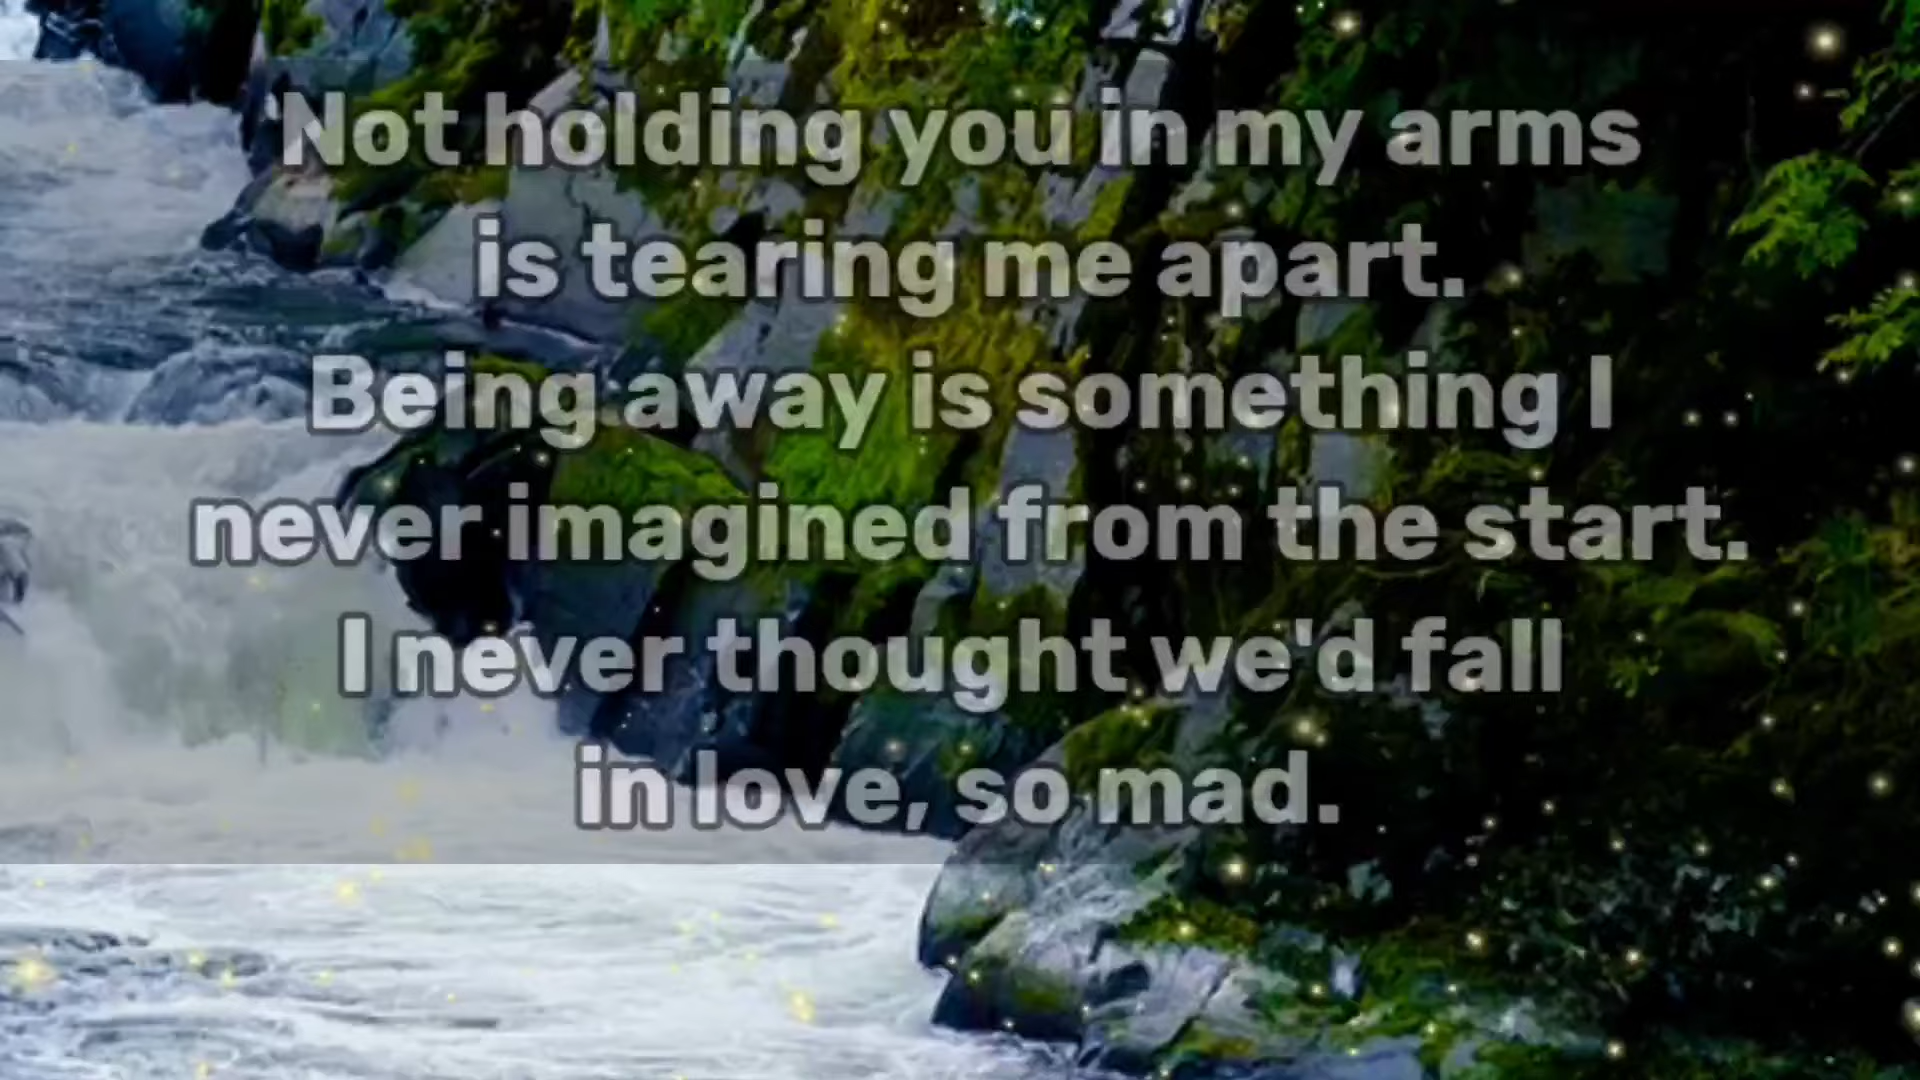 Not holding you in my arms
is tearing me apart.
Being away is something I
never imagined from the start.
I never thought we'd fall
in love, so mad.